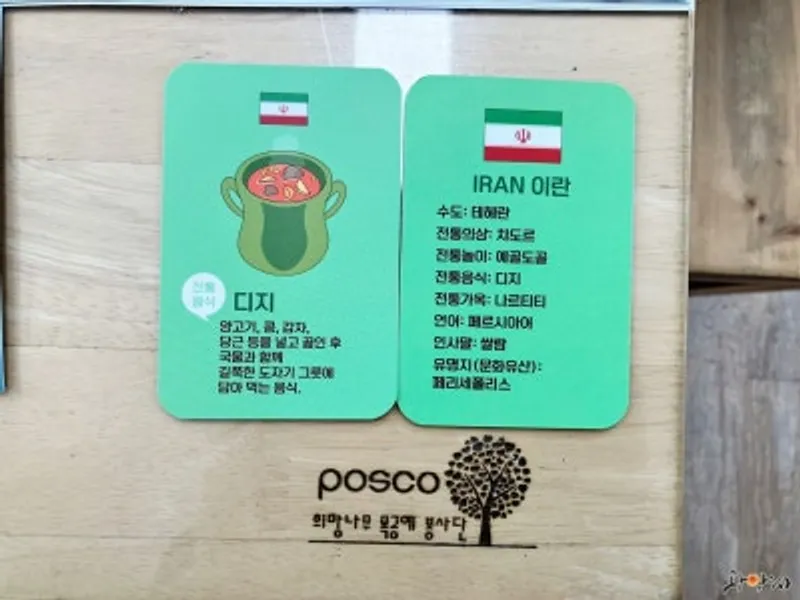 전통
음식
디지
양고기, 콩, 감자,
당근 등을 넣고 끓인 후
국물과 함께
길쭉한 도자기 그릇에
담아 먹는 음식.
IRAN 이란
수도: 테헤란
전통의상: 차도르
전통놀이: 예골도골
전통음식: 디지
전통가옥: 나르티티
언어: 페르시아어
인사말: 쌀람
유명지(문화유산):
페리세폴리스
posco
희망나무 목공예 봉사단